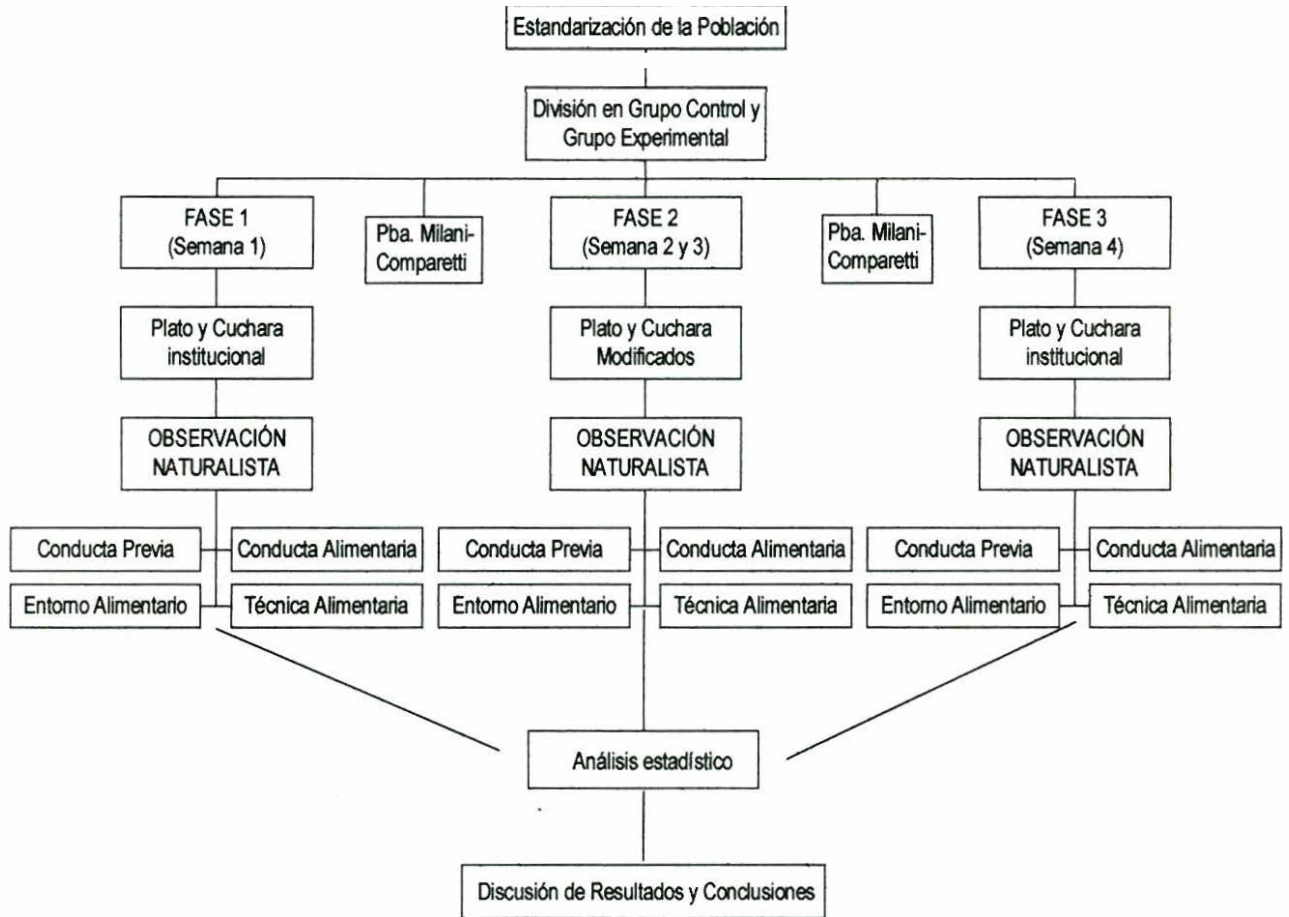 Estandarización de la Población
División en Grupo Control y
Grupo Experimental
FASE 1
(Semana 1)
Pba. Milani-
Comparetti
FASE 2
(Semana 2 y 3)
Pba. Milani-
Comparetti
FASE 3
(Semana 4)
Plato y Cuchara
institucional
Plato y Cuchara
Modificados
Plato y Cuchara
institucional
OBSERVACIÓN
NATURALISTA
OBSERVACIÓN
NATURALISTA
OBSERVACIÓN
NATURALISTA
Conducta Previa
Conducta Alimentaria
Conducta Previa
Conducta Alimentaria
Conducta Previa
Conducta Alimentaria
Entorno Alimentario
Técnica Alimentaria
Entorno Alimentario
Técnica Alimentaria
Entorno Alimentario
Técnica Alimentaria
Análisis estadístico
Discusión de Resultados y Conclusiones